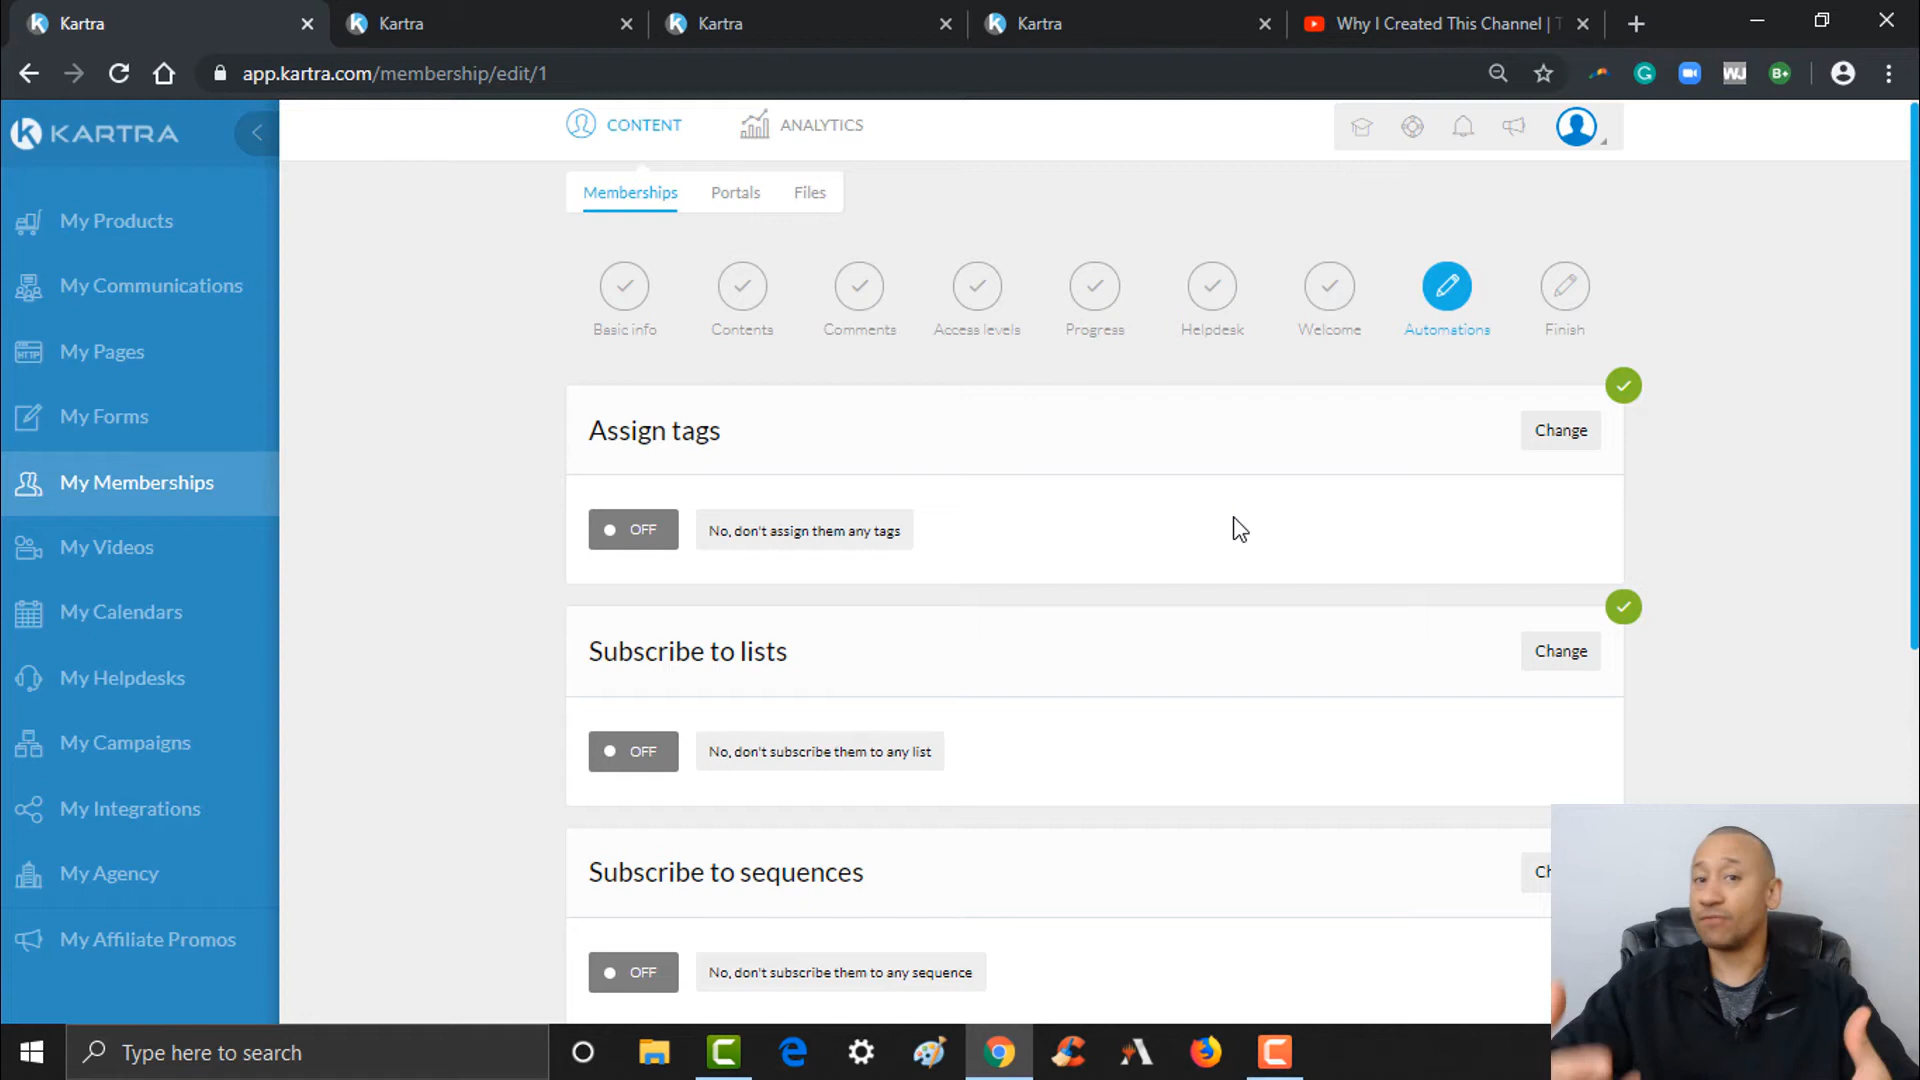 Kartra
Kartra
Kartra
Kartra
Why I Created This Channel | T
app.kartra.com/membership/edit/1
WJ
B+
KARTRA
CONTENT
ANALYTICS
Memberships
Portals
Files
My Products
My Communications
HTTP
My Pages
My Forms
My Memberships
My Videos
My Calendars
My Helpdesks
My Campaigns
My Integrations
My Agency
My Affiliate Promos
Basic info
Contents
Comments
Access levels
Progress
Helpdesk
Welcome
Automations
Finish
Assign tags
Change
OFF
No, don't assign them any tags
Subscribe to lists
Change
OFF
No, don't subscribe them to any list
Subscribe to sequences
Ch
OFF
No, don't subscribe them to any sequence
Type here to search